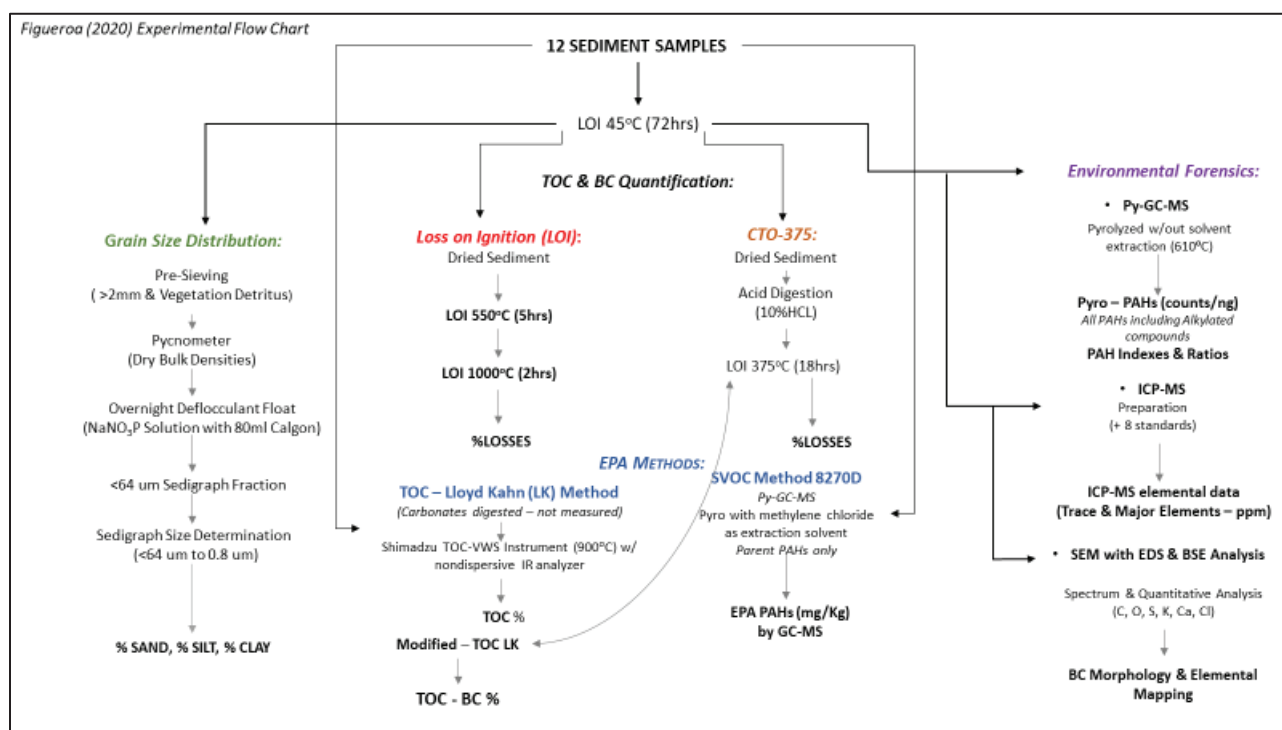 Figueroa (2020) Experimental Flow Chart
12 SEDIMENT SAMPLES
LOI 45°C (72hrs)
TOC & BC Quantification:
Grain Size Distribution:
Pre-Sieving
( >2mm & Vegetation Detritus)
Pycnometer
(Dry Bulk Densities)
Overnight Deflocculant Float
(NaNO₃P Solution with 80ml Calgon)
<64 um Sedigraph Fraction
Sedigraph Size Determination
(<64 um to 0.8 um)
% SAND, % SILT, % CLAY
Loss on Ignition (LOI):
Dried Sediment
LOI 550°C (5hrs)
LOI 1000°C (2hrs)
%LOSSES
EPA METHODS:
TOC – Lloyd Kahn (LK) Method
(Carbonates digested – not measured)
Shimadzu TOC-VWS Instrument (900°C) w/
nondispersive IR analyzer
TOC %
Modified – TOC LK
TOC - BC %
CTO-375:
Dried Sediment
Acid Digestion
(10%HCL)
LOI 375°C (18hrs)
%LOSSES
SVOC Method 8270D
Py-GC-MS
Pyro with methylene chloride
as extraction solvent
Parent PAHs only
EPA PAHs (mg/Kg)
by GC-MS
Environmental Forensics:
• Py-GC-MS
Pyrolyzed w/out solvent
extraction (610°C)
Pyro – PAHs (counts/ng)
All PAHs including Alkylated
compounds
PAH Indexes & Ratios
• ICP-MS
Preparation
(+ 8 standards)
ICP-MS elemental data
(Trace & Major Elements – ppm)
• SEM with EDS & BSE Analysis
Spectrum & Quantitative Analysis
(C, O, S, K, Ca, Cl)
BC Morphology & Elemental
Mapping